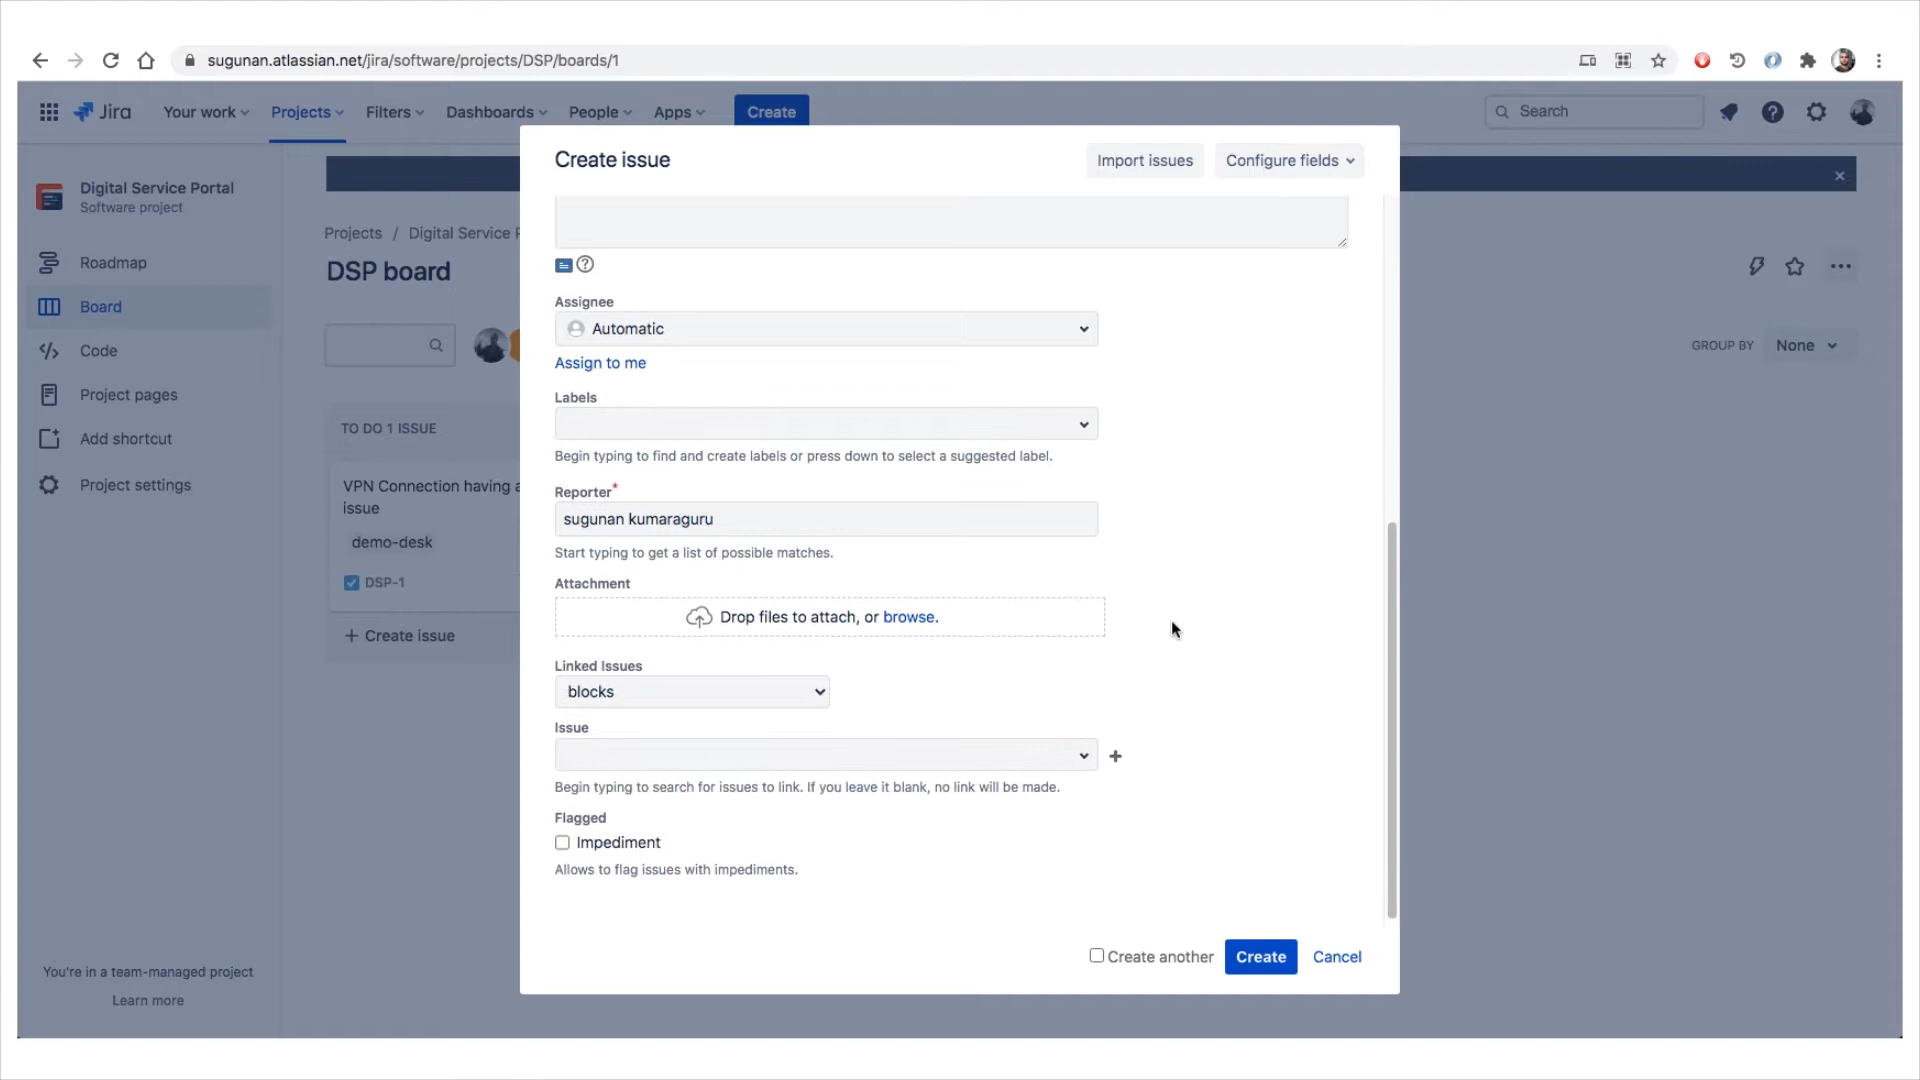 sugunan.atlassian.net/jira/software/projects/DSP/boards/1
Jira
Your work
Projects
Filters
Dashboards
People
Apps
Create
Search
Digital Service Portal
Software project
Roadmap
Board
Code
Project pages
Add shortcut
Project settings
You're in a team-managed project
Learn more
Projects / Digital Service P
DSP board
GROUP BY None
TO DO 1 ISSUE
VPN Connection having a
issue
demo-desk
DSP-1
+ Create issue
Create issue
Import issues
Configure fields
Assignee
Automatic
Assign to me
Labels
Begin typing to find and create labels or press down to select a suggested label.
Reporter*
sugunan kumaraguru
Start typing to get a list of possible matches.
Attachment
Drop files to attach, or browse.
Linked Issues
blocks
Issue
Begin typing to search for issues to link. If you leave it blank, no link will be made.
Flagged
Impediment
Allows to flag issues with impediments.
Create another
Create
Cancel